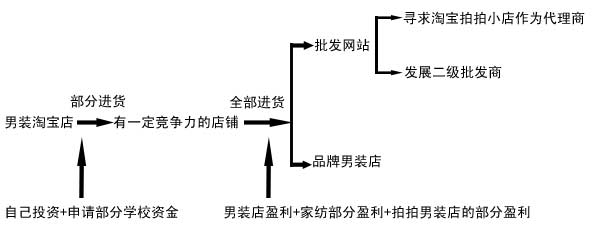 寻求淘宝拍拍小店作为代理商
批发网站
发展二级批发商
部分进货
全部进货
男装淘宝店
有一定竞争力的店铺
品牌男装店
自己投资+申请部分学校资金
男装店盈利+家纺部分盈利+拍拍男装店的部分盈利